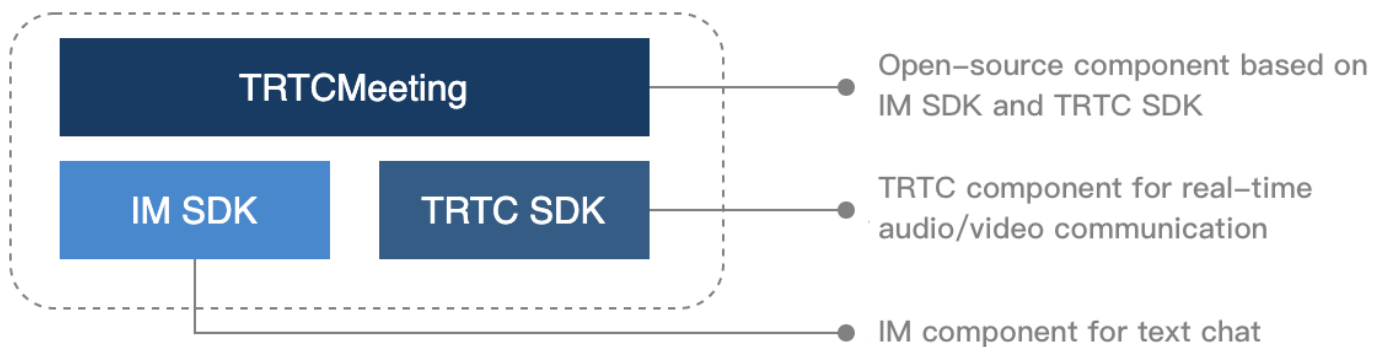 TRTCMeeting
Open-source component based on
IM SDK and TRTC SDK
IM SDK
TRTC SDK
TRTC component for real-time
audio/video communication
IM component for text chat